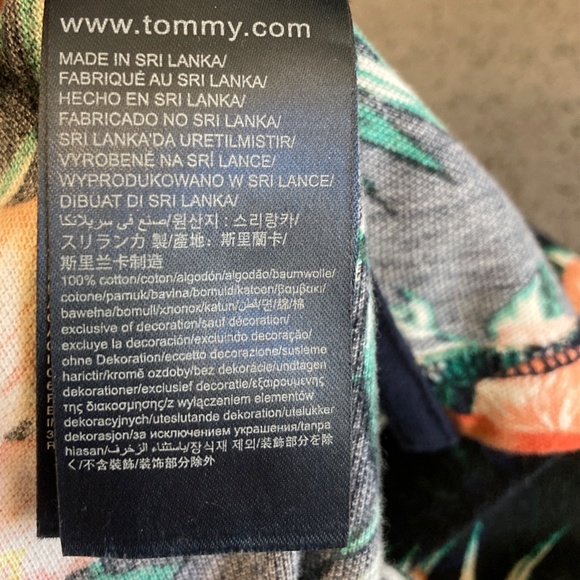 www.tommy.com
MADE IN SRI LANKA/
FABRIQUÉ AU SRI LANKA/
HECHO EN SRI LANKA/
FABRICADO NO SRI LANKA/
SRI LANKA'DA URETILMISTIR/
VYROBENÉ NA SRÍ LANCE/
WYPRODUKOWANO W SRI LANCE/
DIBUAT DI SRI LANKA/
صنع في سريلانكا/원산지 : 스리랑카/
スリランカ 製/產地: 斯里蘭卡/
斯里兰卡制造
100% cotton/coton/algodón/algodão/baumwolle/
cotone/pamuk/bavlna/bomuld/katoen/βαμβακι/
bawełna/bomull/хлопок/katun/قطن/면/綿/棉
exclusive of decoration/sauf décoration/
excluye la decoración/excluindo decoração/
ohne Dekoration/eccetto decorazione/susleme
harictir/kromě ozdoby/bez dekorácie/undtagen
dekorationer/exclusief decoratie/εξαιρουμενης
της διακοσμησης/z wyłączeniem elementów
dekoracyjnych/uteslutande dekoration/utelukker
dekorasjon/за исключением украшения/tanpa
hiasan/باستثناء الزخرف/장식재 제외/装飾部分を除
く/不含裝飾/装饰部分除外